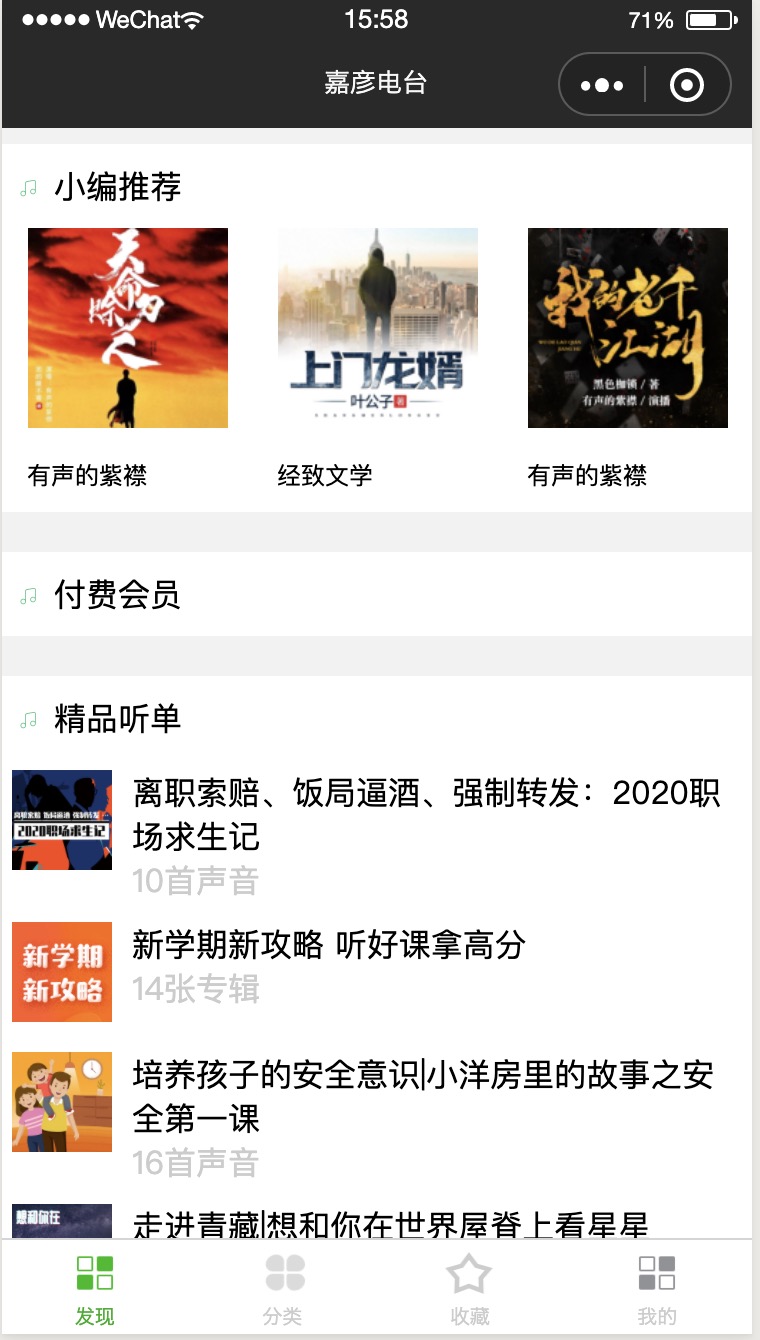 WeChat
15:58
71%
嘉彦电台
小编推荐
天命为
除亡
上门龙婿
叶公子著
我的老千
江湖
黑色枷锁/著
有声的紫襟/演播
有声的紫襟
经致文学
有声的紫襟
付费会员
精品听单
离职索赔 饭局逼酒 强制转发
2020职场求生记
离职索赔、饭局逼酒、强制转发：2020职
场求生记
10首声音
新学期
新攻略
新学期新攻略 听好课拿高分
14张专辑
培养孩子的安全意识|小洋房里的故事之安
全第一课
16首声音
想和你在
走进青藏|想和你在世界屋脊上看星星
发现
分类
收藏
我的